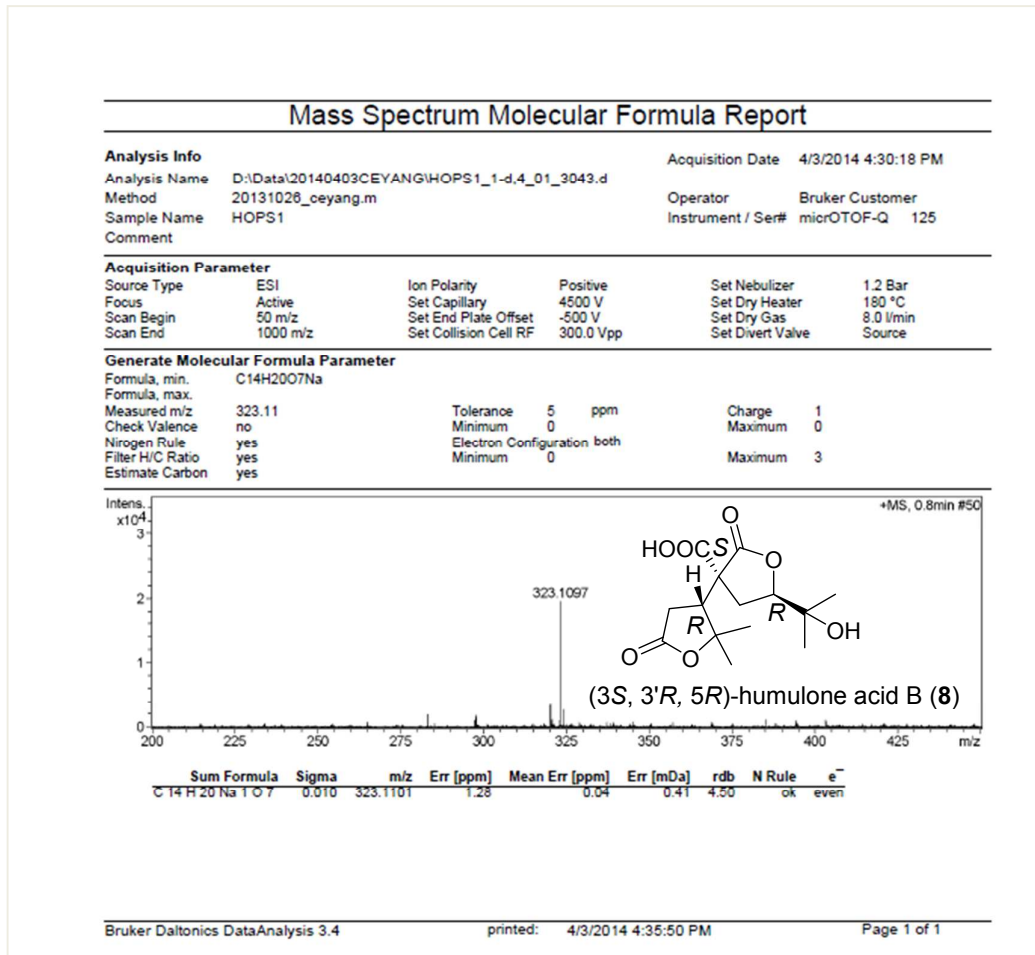 Mass Spectrum Molecular Formula Report
Analysis Info Acquisition Date 4/3/2014 4:30:18 PM
Analysis Name D:\Data\20140403CEYANG\HOPS1_1-d,4_01_3043.d
Method 20131026_ceyang.m Operator Bruker Customer
Sample Name HOPS1 Instrument / Ser# micrOTOF-Q 125
Comment
Acquisition Parameter
Source Type ESI Ion Polarity Positive Set Nebulizer 1.2 Bar
Focus Active Set Capillary 4500 V Set Dry Heater 180 °C
Scan Begin 50 m/z Set End Plate Offset -500 V Set Dry Gas 8.0 l/min
Scan End 1000 m/z Set Collision Cell RF 300.0 Vpp Set Divert Valve Source
Generate Molecular Formula Parameter
Formula, min. C14H20O7Na
Formula, max.
Measured m/z 323.11 Tolerance 5 ppm Charge 1
Check Valence no Minimum 0 Maximum 0
Nirogen Rule yes Electron Configuration both
Filter H/C Ratio yes Minimum 0 Maximum 3
Estimate Carbon yes
Intens. +MS, 0.8min #50
x10⁴
3
2
1
0
323.1097
O
HOOC S O
H
R R
OH
O O
(3S, 3'R, 5R)-humulone acid B (8)
200 225 250 275 300 325 350 375 400 425 m/z
Sum Formula Sigma m/z Err [ppm] Mean Err [ppm] Err [mDa] rdb N Rule e⁻
C 14 H 20 Na 1 O 7 0.010 323.1101 1.28 0.04 0.41 4.50 ok even
Bruker Daltonics DataAnalysis 3.4 printed: 4/3/2014 4:35:50 PM Page 1 of 1